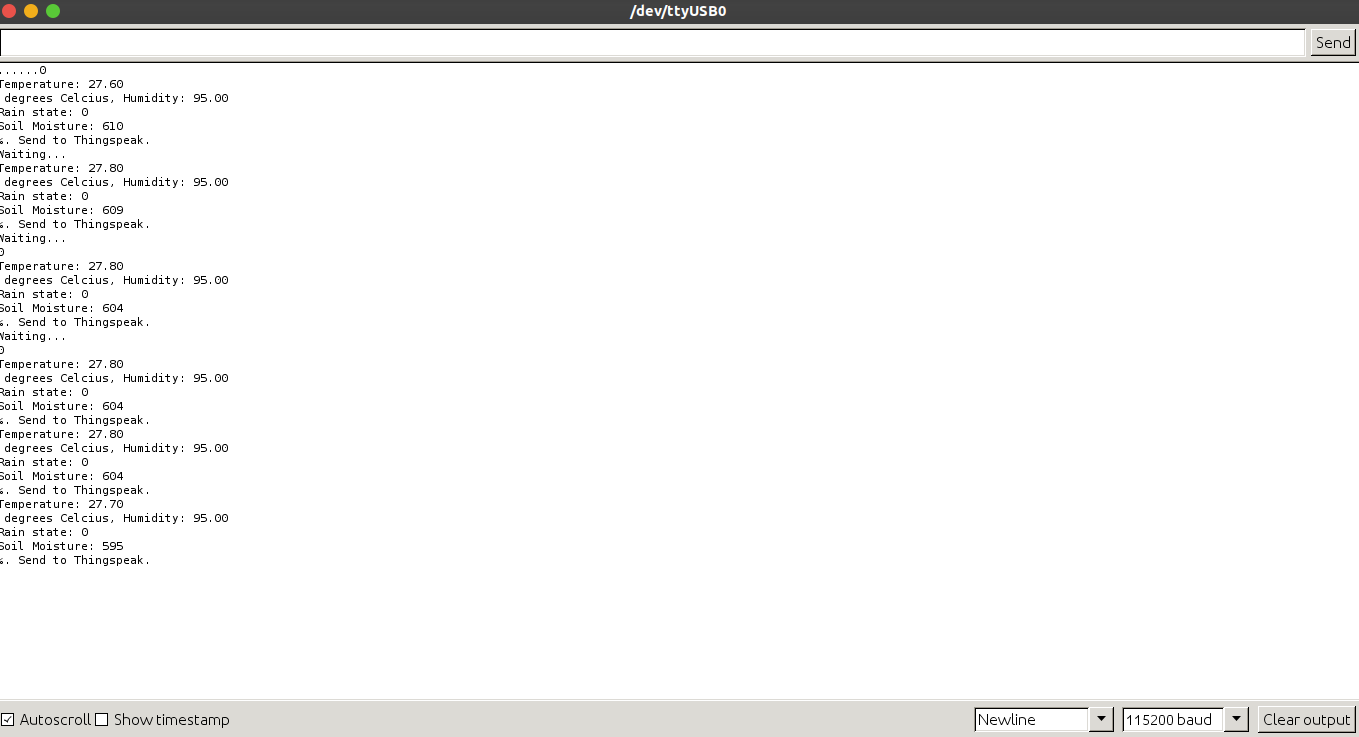 /dev/ttyUSB0
Send
......0
Temperature: 27.60
degrees Celcius, Humidity: 95.00
Rain state: 0
Soil Moisture: 610
%. Send to Thingspeak.
Waiting...
Temperature: 27.80
degrees Celcius, Humidity: 95.00
Rain state: 0
Soil Moisture: 609
%. Send to Thingspeak.
Waiting...
0
Temperature: 27.80
degrees Celcius, Humidity: 95.00
Rain state: 0
Soil Moisture: 604
%. Send to Thingspeak.
Waiting...
0
Temperature: 27.80
degrees Celcius, Humidity: 95.00
Rain state: 0
Soil Moisture: 604
%. Send to Thingspeak.
Temperature: 27.80
degrees Celcius, Humidity: 95.00
Rain state: 0
Soil Moisture: 604
%. Send to Thingspeak.
Temperature: 27.70
degrees Celcius, Humidity: 95.00
Rain state: 0
Soil Moisture: 595
%. Send to Thingspeak.
Autoscroll Show timestamp Newline 115200 baud Clear output